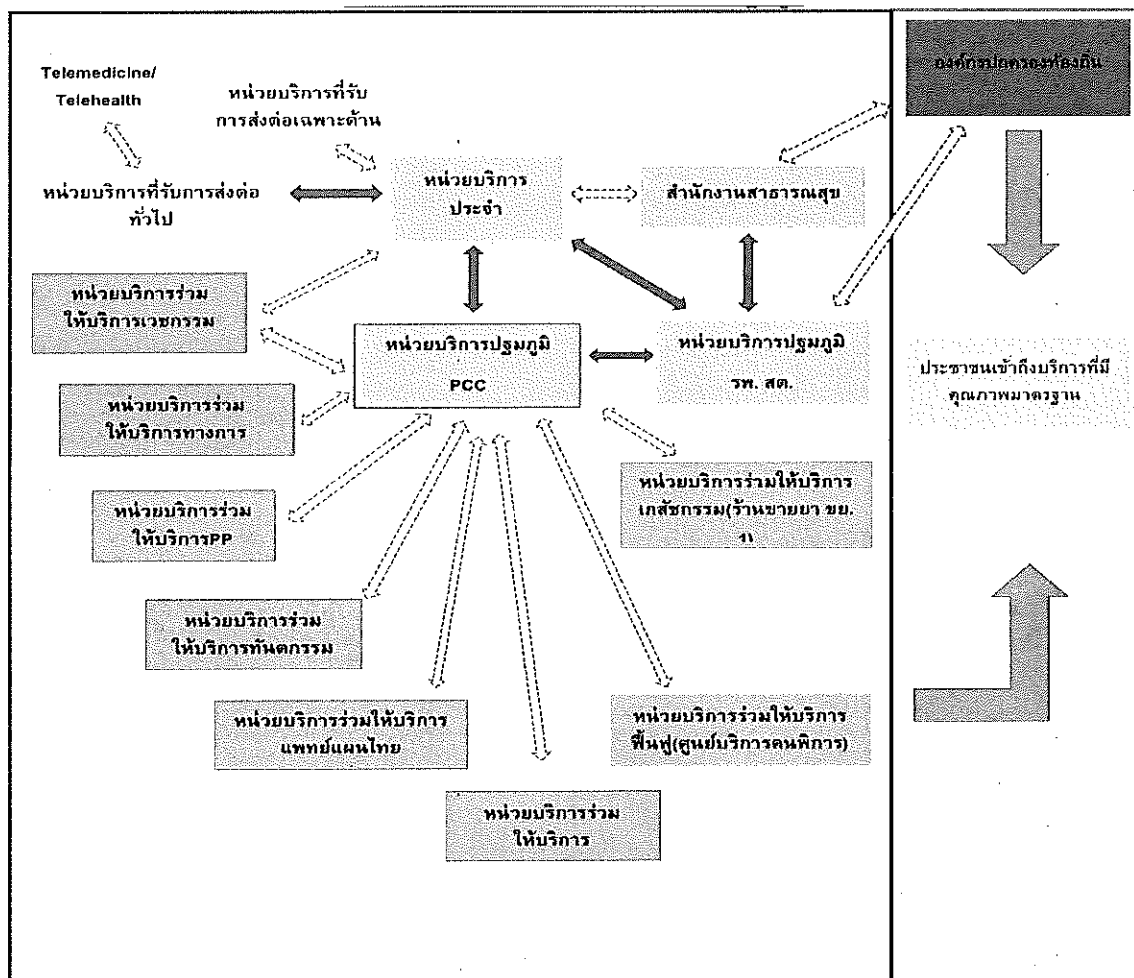 Telemedicine/
Telehealth
หน่วยบริการที่รับ
การส่งต่อเฉพาะด้าน
องค์กรปกครองท้องถิ่น
หน่วยบริการที่รับการส่งต่อ
ทั่วไป
หน่วยบริการ
ประจำ
สำนักงานสาธารณสุข
หน่วยบริการร่วม
ให้บริการเวชกรรม
หน่วยบริการปฐมภูมิ
PCC
หน่วยบริการปฐมภูมิ
รพ. สต.
ประชาชนเข้าถึงบริการที่มี
คุณภาพมาตรฐาน
หน่วยบริการร่วม
ให้บริการทางการ
หน่วยบริการร่วมให้บริการ
เภสัชกรรม(ร้านขายยา ขย.
1)
หน่วยบริการร่วม
ให้บริการPP
หน่วยบริการร่วม
ให้บริการทันตกรรม
หน่วยบริการร่วมให้บริการ
แพทย์แผนไทย
หน่วยบริการร่วมให้บริการ
ฟื้นฟู(ศูนย์บริการคนพิการ)
หน่วยบริการร่วม
ให้บริการ